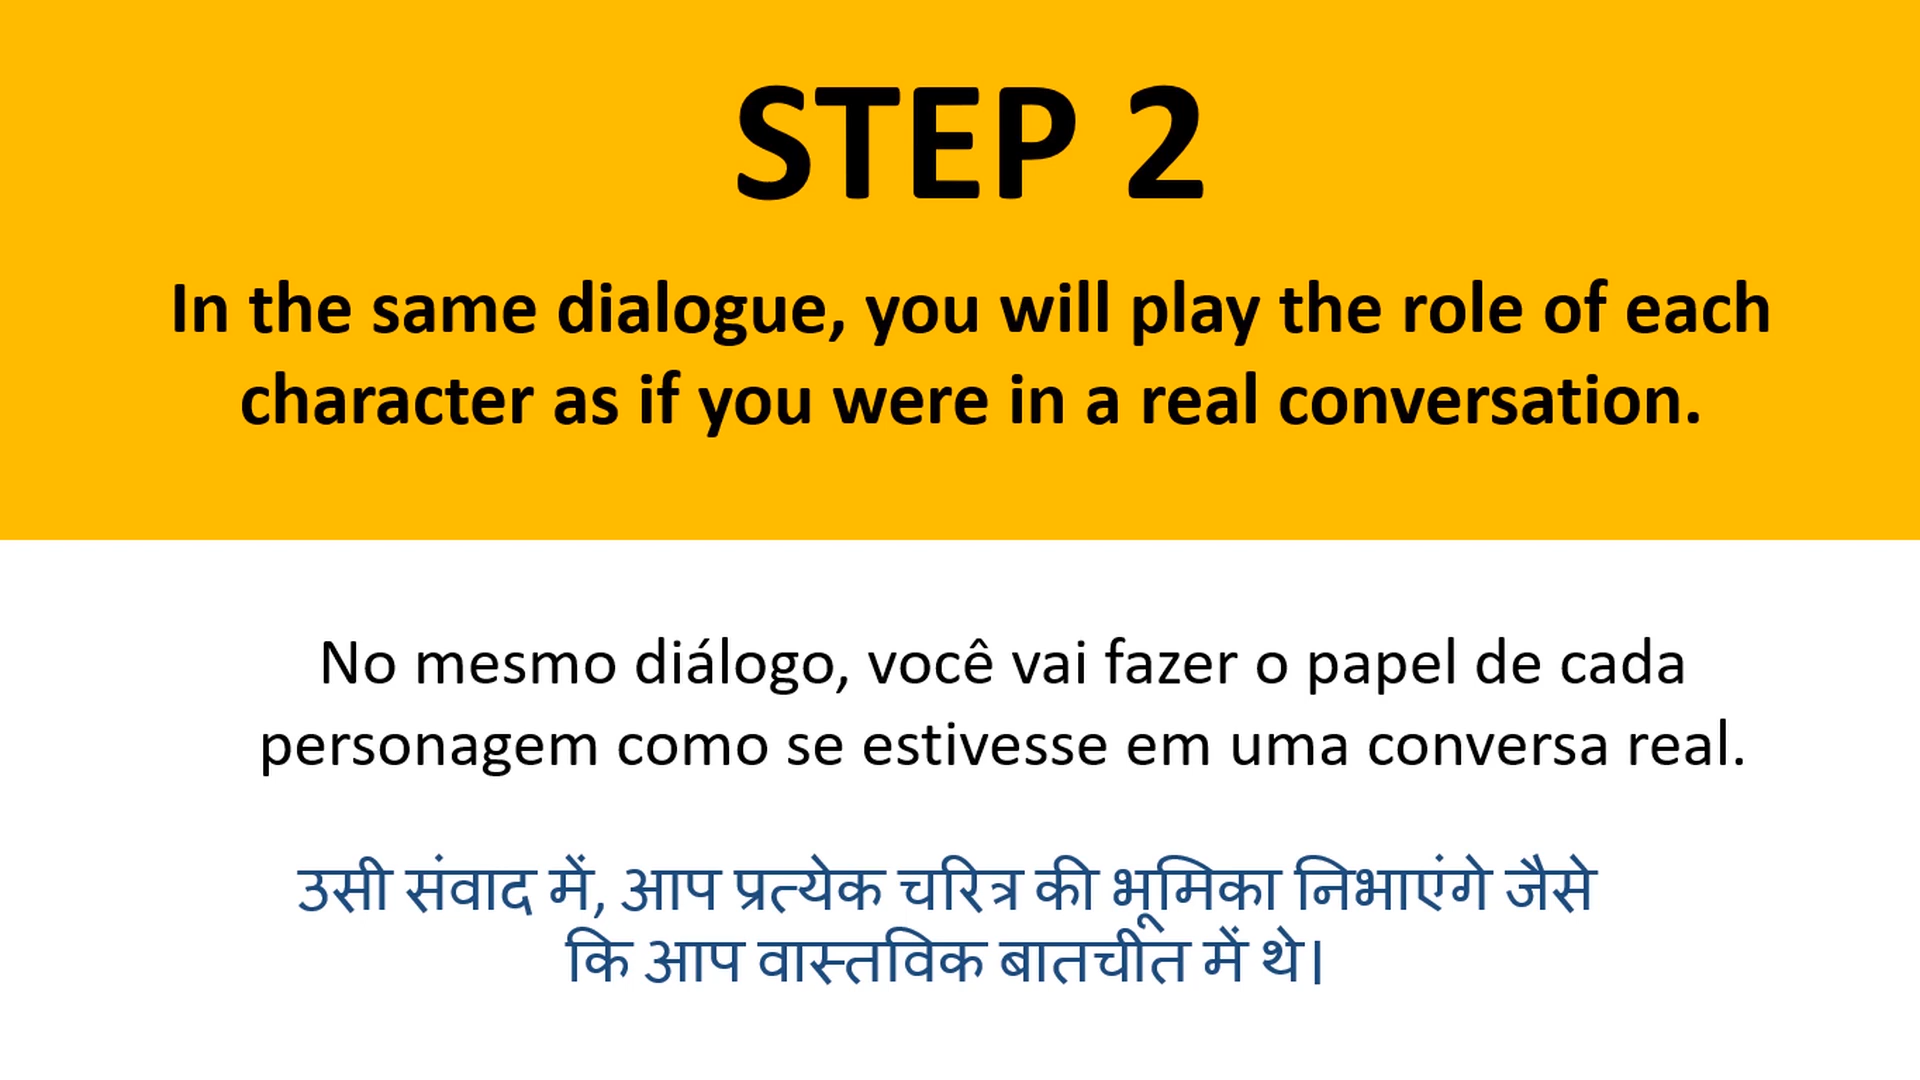 STEP 2
In the same dialogue, you will play the role of each
character as if you were in a real conversation.
No mesmo diálogo, você vai fazer o papel de cada
personagem como se estivesse em uma conversa real.
उसी संवाद में, आप प्रत्येक चरित्र की भूमिका निभाएंगे जैसे
कि आप वास्तविक बातचीत में थे।